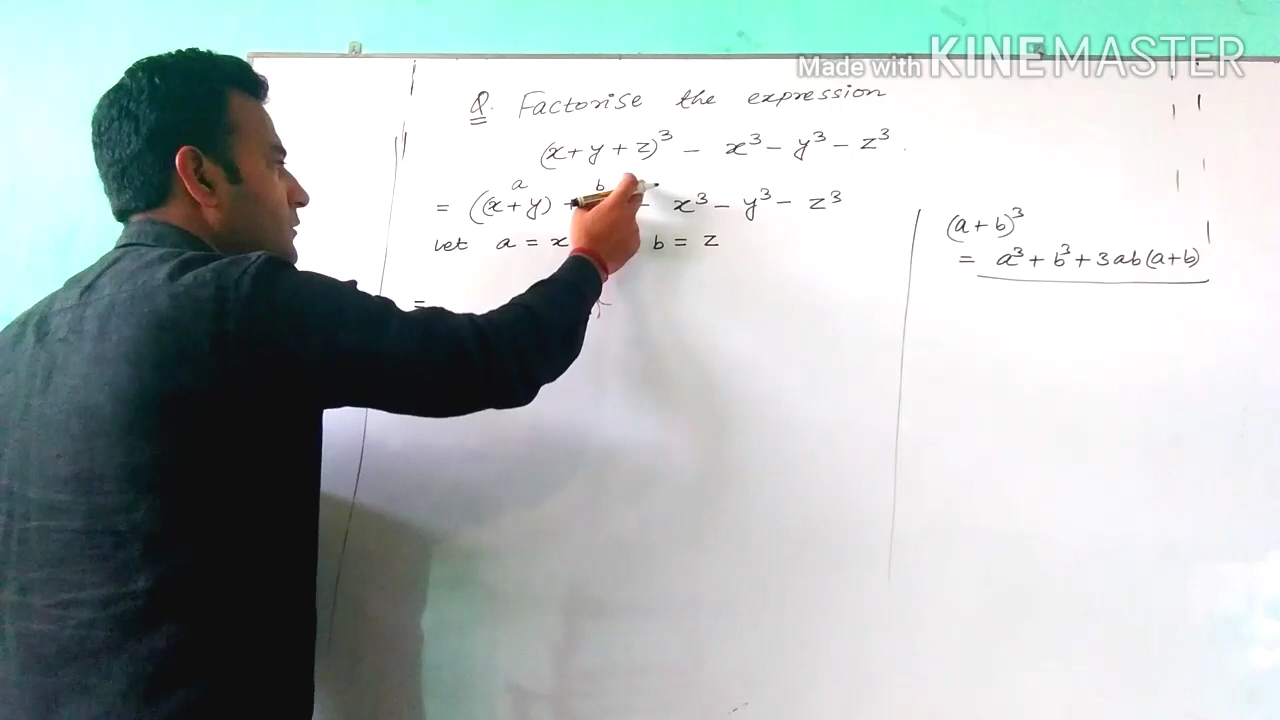 Made with KINEMASTER
Q. Factorise the expression
(x+y+z)³ - x³ - y³ - z³.
a b
= ((x+y) + - x³ - y³ - z³
let a = x b = z
=
(a+b)³
= a³ + b³ + 3ab(a+b)